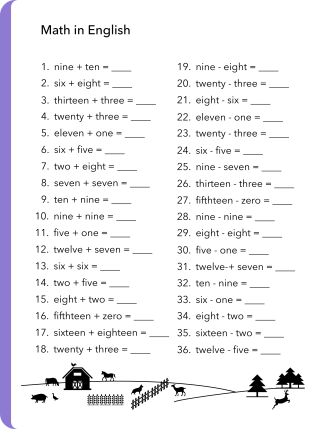 Math in English
1. nine + ten = ____
2. six + eight = ____
3. thirteen + three = ____
4. twenty + three = ____
5. eleven + one = ____
6. six + five = ____
7. two + eight = ____
8. seven + seven = ____
9. ten + nine = ____
10. nine + nine = ____
11. five + one = ____
12. twelve + seven = ____
13. six + six = ____
14. two + five = ____
15. eight + two = ____
16. fifthteen + zero = ____
17. sixteen + eighteen = ____
18. twenty + three = ____
19. nine - eight = ____
20. twenty - three = ____
21. eight - six = ____
22. eleven - one = ____
23. twenty - three = ____
24. six - five = ____
25. nine - seven = ____
26. thirteen - three = ____
27. fifthteen - zero = ____
28. nine - nine = ____
29. eight - eight = ____
30. five - one = ____
31. twelve-+ seven = ____
32. ten - nine = ____
33. six - one = ____
34. eight - two = ____
35. sixteen - two = ____
36. twelve - five = ____